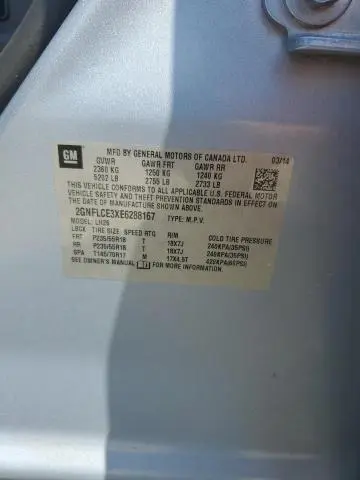 GM
MFD BY GENERAL MOTORS OF CANADA LTD. 03/14
GVWR GAWR FRT GAWR RR
2360 KG 1250 KG 1240 KG
5202 LB 2755 LB 2733 LB
THIS VEHICLE CONFORMS TO ALL APPLICABLE U.S. FEDERAL MOTOR
VEHICLE SAFETY AND THEFT PREVENTION STANDARDS IN EFFECT ON
THE DATE OF MANUFACTURE SHOWN ABOVE.
2GNFLCE3XE6288167 TYPE: M.P.V.
MODEL: LH26
TIRE SIZE SPEED RTG RIM COLD TIRE PRESSURE
FRT P235/55R18 T 18X7J 240KPA(35PSI)
RR P235/55R18 T 18X7J 240KPA(35PSI)
SPA T145/70R17 M 17X4.5T 420KPA(60PSI)
SEE OWNER'S MANUAL FOR MORE INFORMATION.